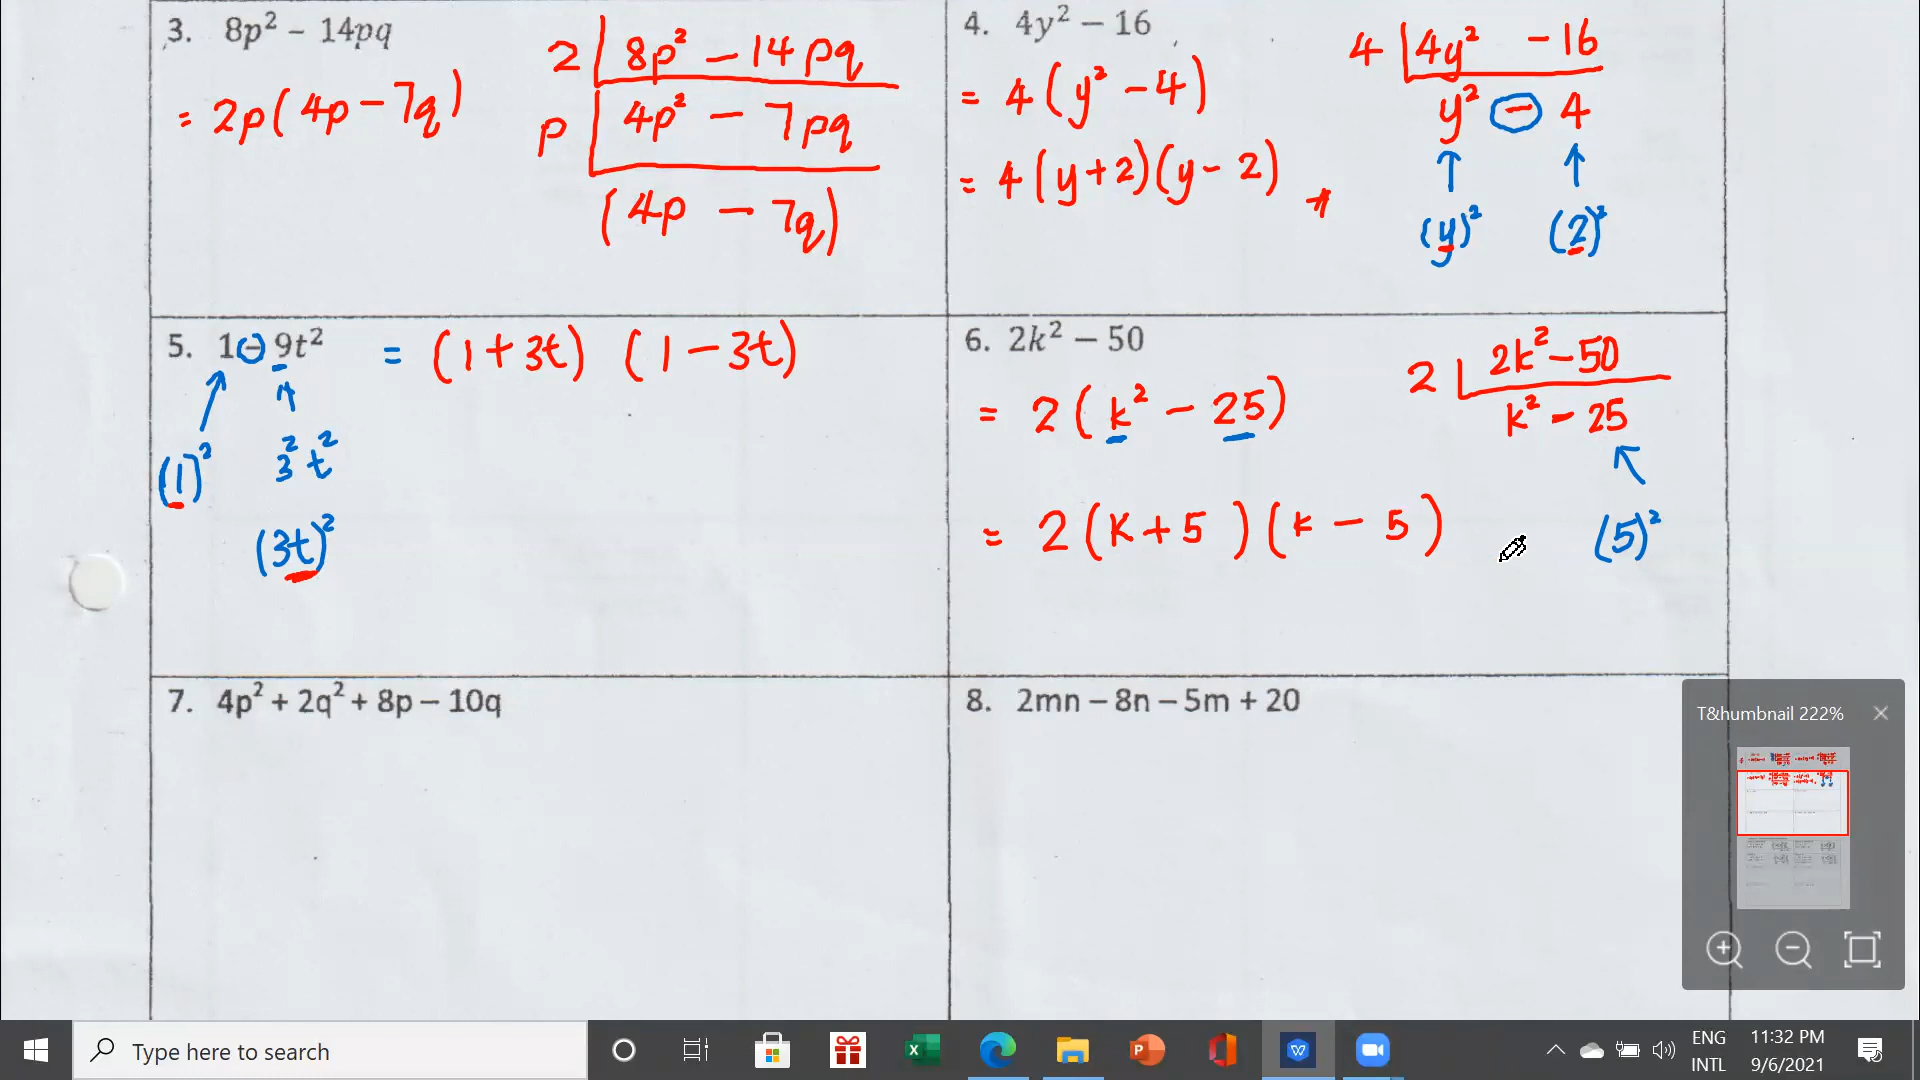 3. 8p² − 14pq
= 2p(4p − 7q)
2 | 8p² − 14pq
p | 4p² − 7pq
(4p − 7q)
4. 4y² − 16
= 4(y² − 4)
= 4(y+2)(y−2)
4 | 4y² − 16
y² − 4
↑ ↑
(y)² (2)²
5. 1 − 9t² = (1+3t) (1−3t)
(1)² 3²t²
(3t)²
6. 2k² − 50
= 2(k² − 25)
= 2(k+5)(k−5)
2 | 2k²−50
k² − 25
(5)²
7. 4p² + 2q² + 8p − 10q
8. 2mn − 8n − 5m + 20
T&humbnail 222%
Type here to search
ENG
INTL
11:32 PM
9/6/2021